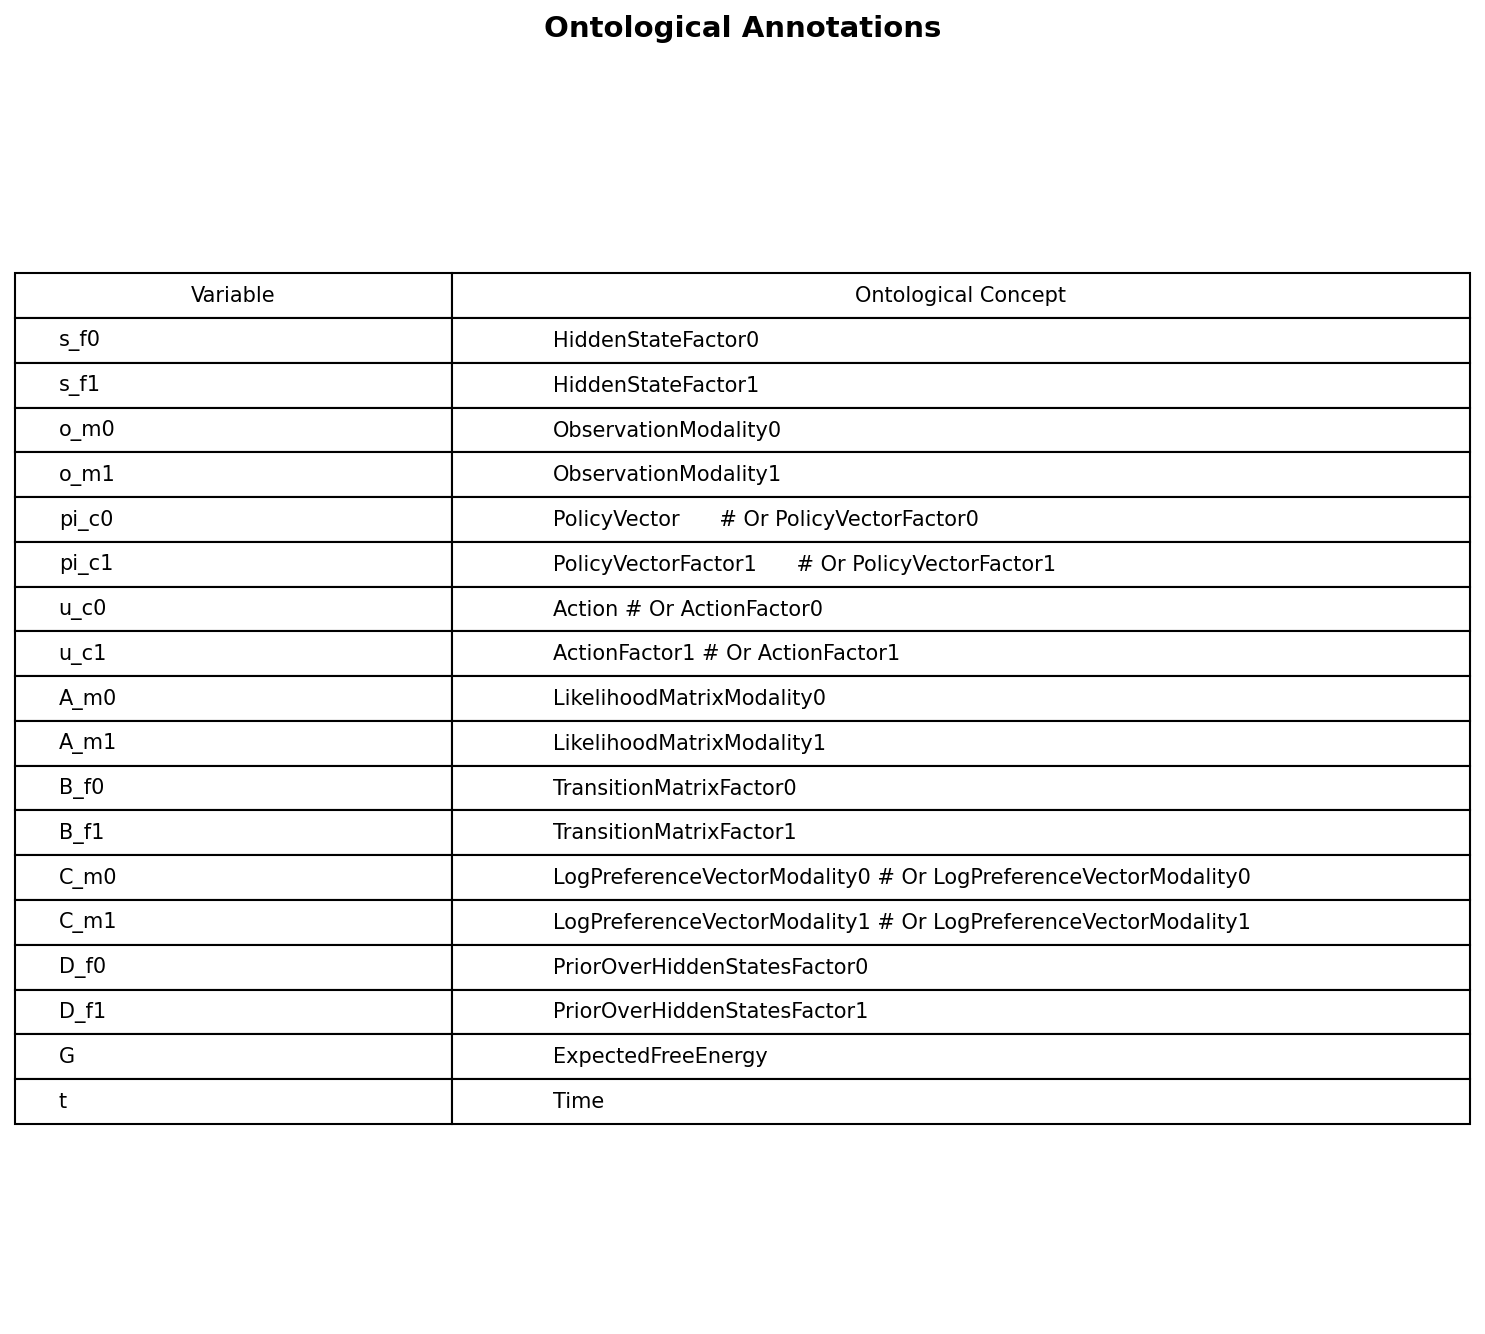 Ontological Annotations
Variable Ontological Concept
s_f0 HiddenStateFactor0
s_f1 HiddenStateFactor1
o_m0 ObservationModality0
o_m1 ObservationModality1
pi_c0 PolicyVector # Or PolicyVectorFactor0
pi_c1 PolicyVectorFactor1 # Or PolicyVectorFactor1
u_c0 Action # Or ActionFactor0
u_c1 ActionFactor1 # Or ActionFactor1
A_m0 LikelihoodMatrixModality0
A_m1 LikelihoodMatrixModality1
B_f0 TransitionMatrixFactor0
B_f1 TransitionMatrixFactor1
C_m0 LogPreferenceVectorModality0 # Or LogPreferenceVectorModality0
C_m1 LogPreferenceVectorModality1 # Or LogPreferenceVectorModality1
D_f0 PriorOverHiddenStatesFactor0
D_f1 PriorOverHiddenStatesFactor1
G ExpectedFreeEnergy
t Time